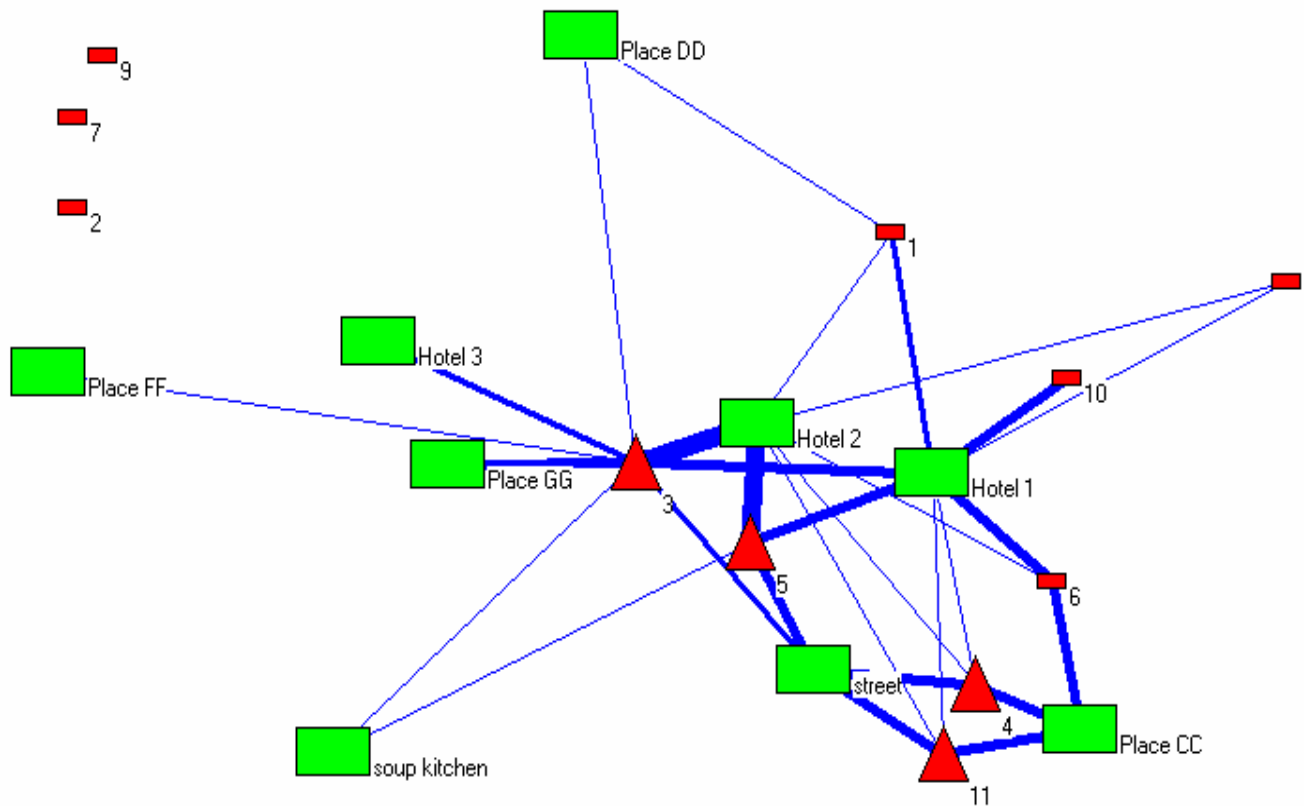 Place DD
9
7
2
1
Hotel 3
Place FF
10
Hotel 2
Place GG
Hotel 1
3
5
6
street
4
Place CC
soup kitchen
11